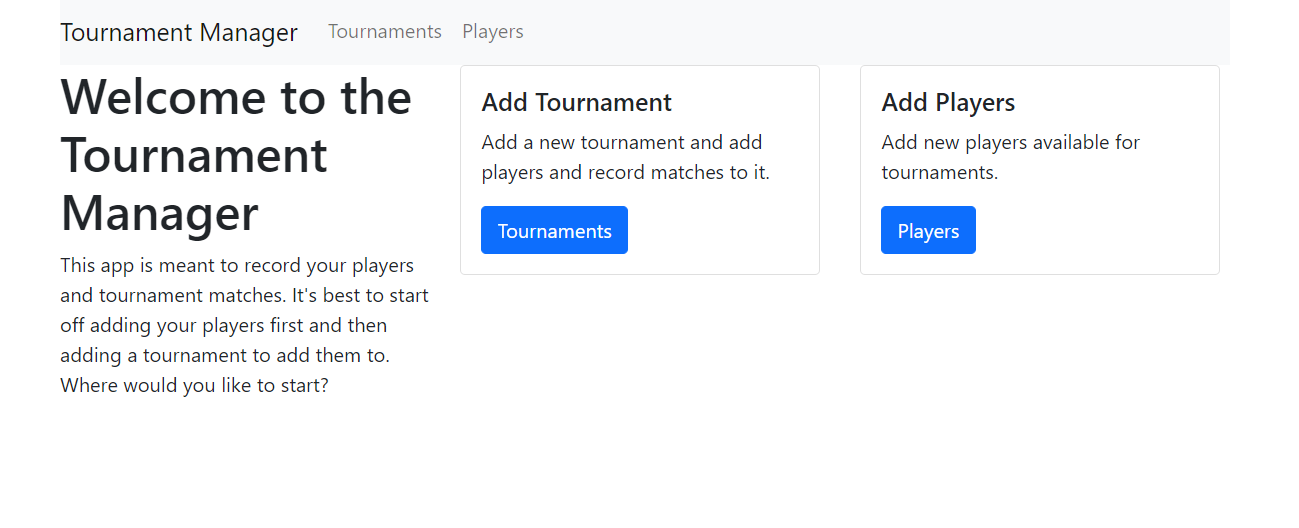 Tournament Manager Tournaments Players
Welcome to the
Tournament
Manager
This app is meant to record your players
and tournament matches. It's best to start
off adding your players first and then
adding a tournament to add them to.
Where would you like to start?
Add Tournament
Add a new tournament and add
players and record matches to it.
Tournaments
Add Players
Add new players available for
tournaments.
Players